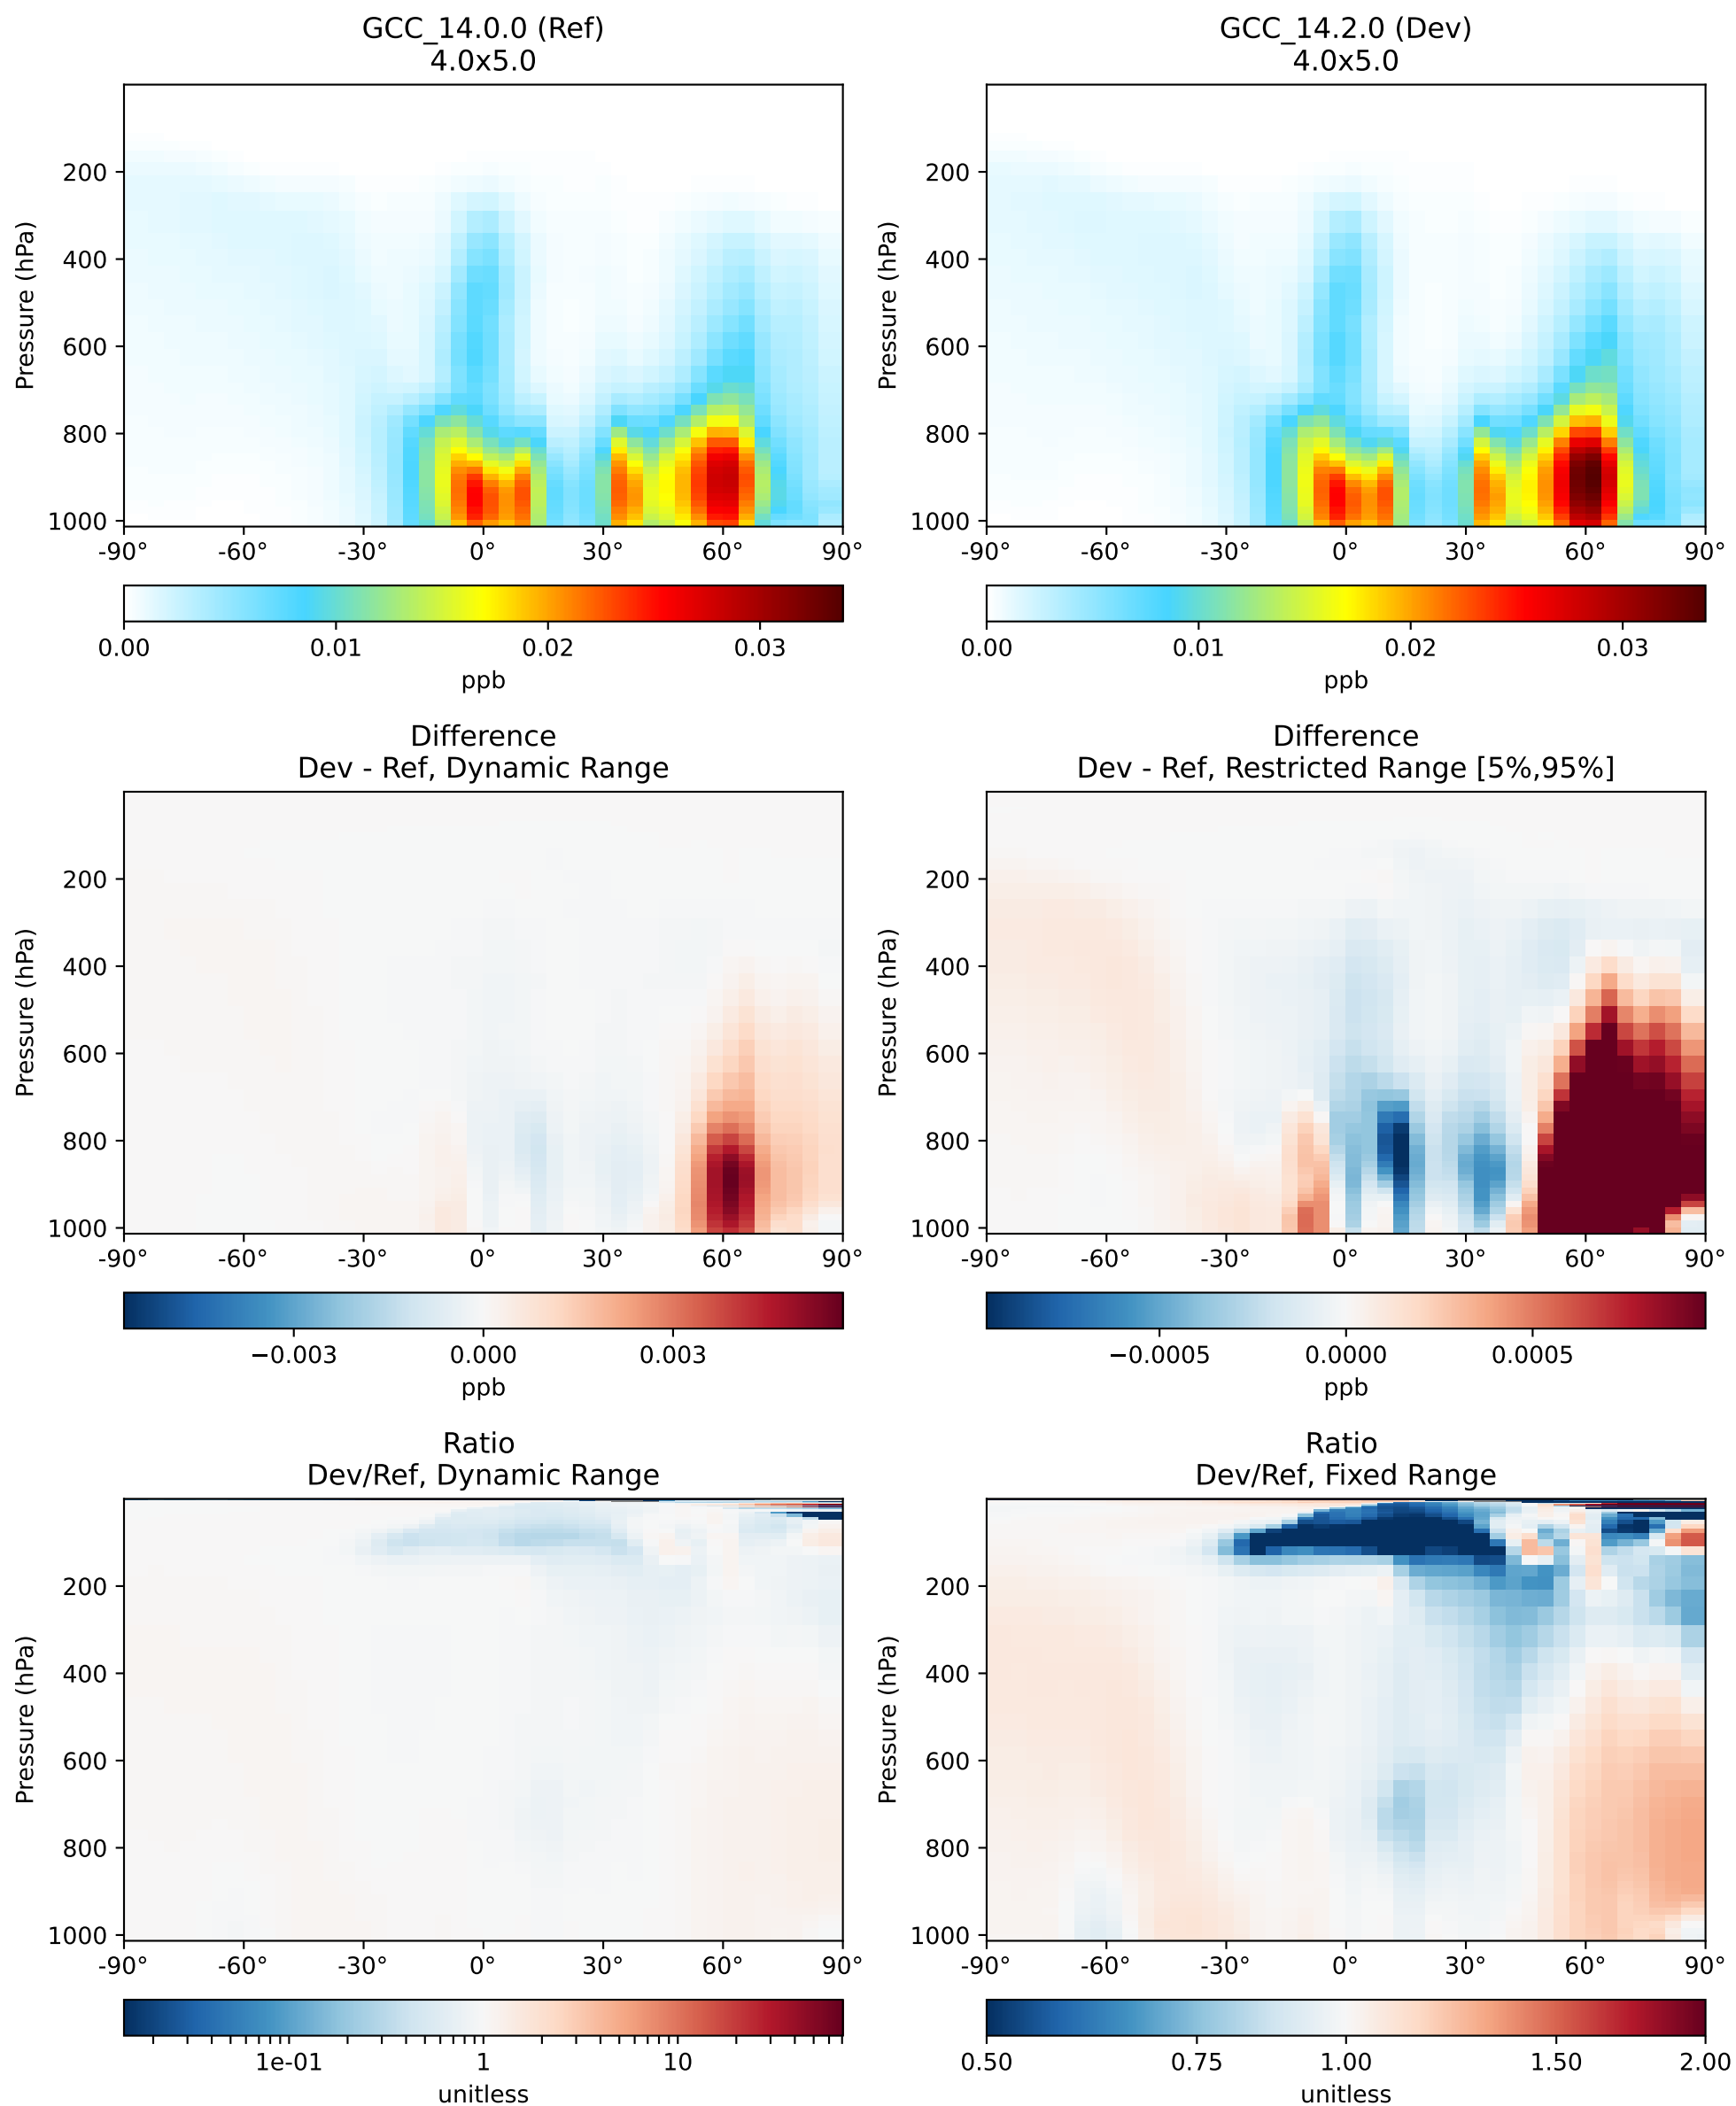 GCC_14.0.0 (Ref)
4.0x5.0
GCC_14.2.0 (Dev)
4.0x5.0
Pressure (hPa)
200
400
600
800
1000
-90° -60° -30° 0° 30° 60° 90°
0.00 0.01 0.02 0.03
ppb
Pressure (hPa)
200
400
600
800
1000
-90° -60° -30° 0° 30° 60° 90°
0.00 0.01 0.02 0.03
ppb
Difference
Dev - Ref, Dynamic Range
Difference
Dev - Ref, Restricted Range [5%,95%]
Pressure (hPa)
200
400
600
800
1000
-90° -60° -30° 0° 30° 60° 90°
−0.003 0.000 0.003
ppb
Pressure (hPa)
200
400
600
800
1000
-90° -60° -30° 0° 30° 60° 90°
−0.0005 0.0000 0.0005
ppb
Ratio
Dev/Ref, Dynamic Range
Ratio
Dev/Ref, Fixed Range
Pressure (hPa)
200
400
600
800
1000
-90° -60° -30° 0° 30° 60° 90°
1e-01 1 10
unitless
Pressure (hPa)
200
400
600
800
1000
-90° -60° -30° 0° 30° 60° 90°
0.50 0.75 1.00 1.50 2.00
unitless